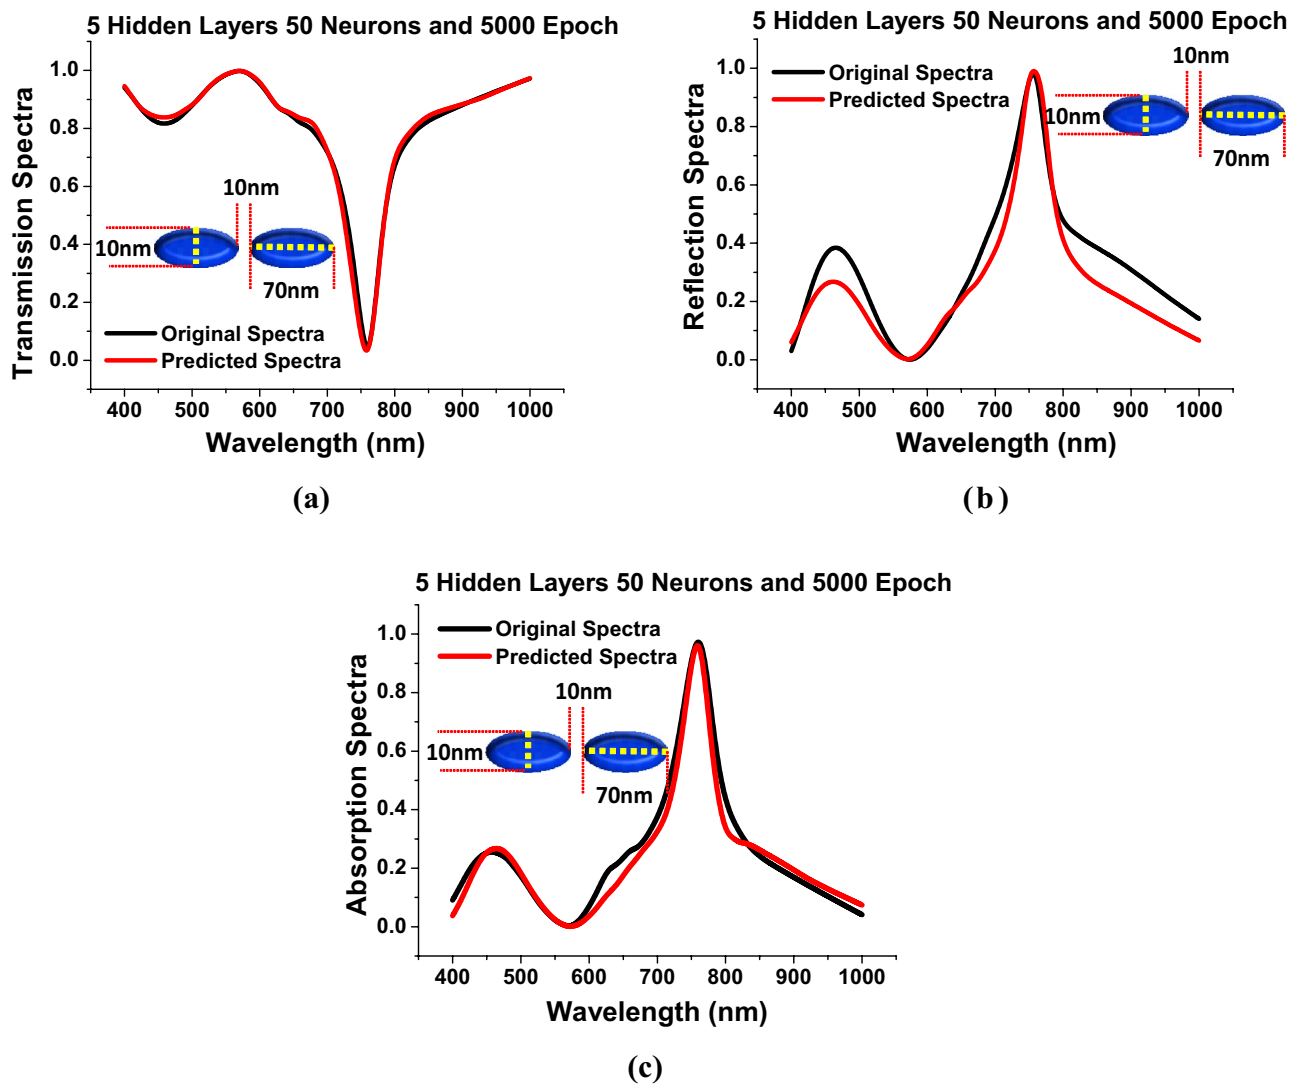 5 Hidden Layers 50 Neurons and 5000 Epoch
Transmission Spectra
1.0
0.8
0.6
0.4
0.2
0.0
10nm
10nm
70nm
Original Spectra
Predicted Spectra
400 500 600 700 800 900 1000
Wavelength (nm)
(a)
5 Hidden Layers 50 Neurons and 5000 Epoch
Reflection Spectra
1.0
0.8
0.6
0.4
0.2
0.0
Original Spectra
Predicted Spectra
10nm
10nm
70nm
400 500 600 700 800 900 1000
Wavelength (nm)
(b)
5 Hidden Layers 50 Neurons and 5000 Epoch
Absorption Spectra
1.0
0.8
0.6
0.4
0.2
0.0
Original Spectra
Predicted Spectra
10nm
10nm
70nm
400 500 600 700 800 900 1000
Wavelength (nm)
(c)